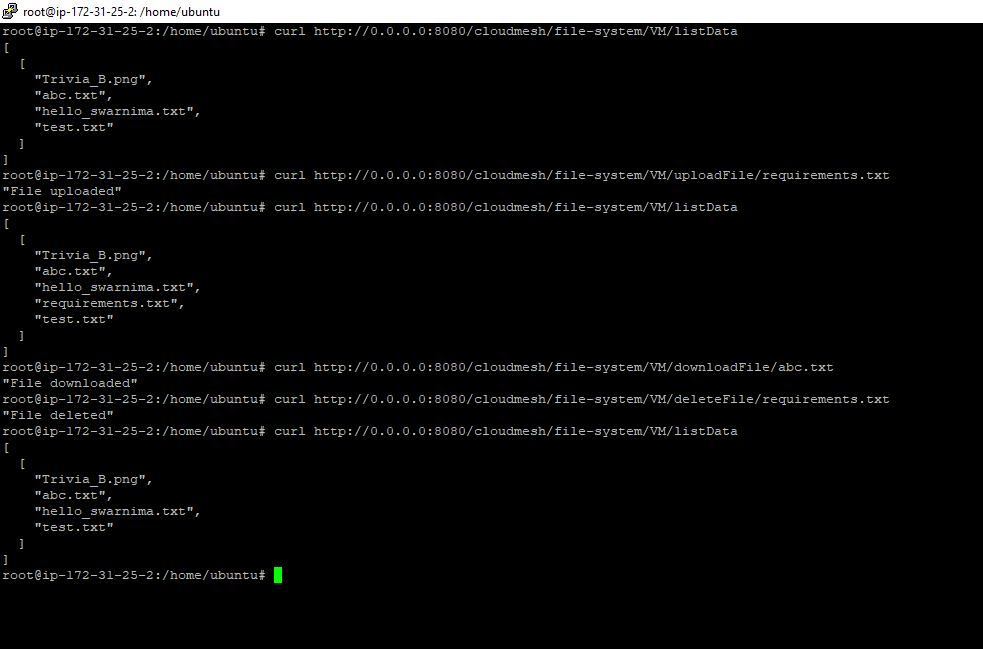 root@ip-172-31-25-2: /home/ubuntu
root@ip-172-31-25-2:/home/ubuntu# curl http://0.0.0.0:8080/cloudmesh/file-system/VM/listData
[
  [
    "Trivia_B.png",
    "abc.txt",
    "hello_swarnima.txt",
    "test.txt"
  ]
]
root@ip-172-31-25-2:/home/ubuntu# curl http://0.0.0.0:8080/cloudmesh/file-system/VM/uploadFile/requirements.txt
"File uploaded"
root@ip-172-31-25-2:/home/ubuntu# curl http://0.0.0.0:8080/cloudmesh/file-system/VM/listData
[
  [
    "Trivia_B.png",
    "abc.txt",
    "hello_swarnima.txt",
    "requirements.txt",
    "test.txt"
  ]
]
root@ip-172-31-25-2:/home/ubuntu# curl http://0.0.0.0:8080/cloudmesh/file-system/VM/downloadFile/abc.txt
"File downloaded"
root@ip-172-31-25-2:/home/ubuntu# curl http://0.0.0.0:8080/cloudmesh/file-system/VM/deleteFile/requirements.txt
"File deleted"
root@ip-172-31-25-2:/home/ubuntu# curl http://0.0.0.0:8080/cloudmesh/file-system/VM/listData
[
  [
    "Trivia_B.png",
    "abc.txt",
    "hello_swarnima.txt",
    "test.txt"
  ]
]
root@ip-172-31-25-2:/home/ubuntu#